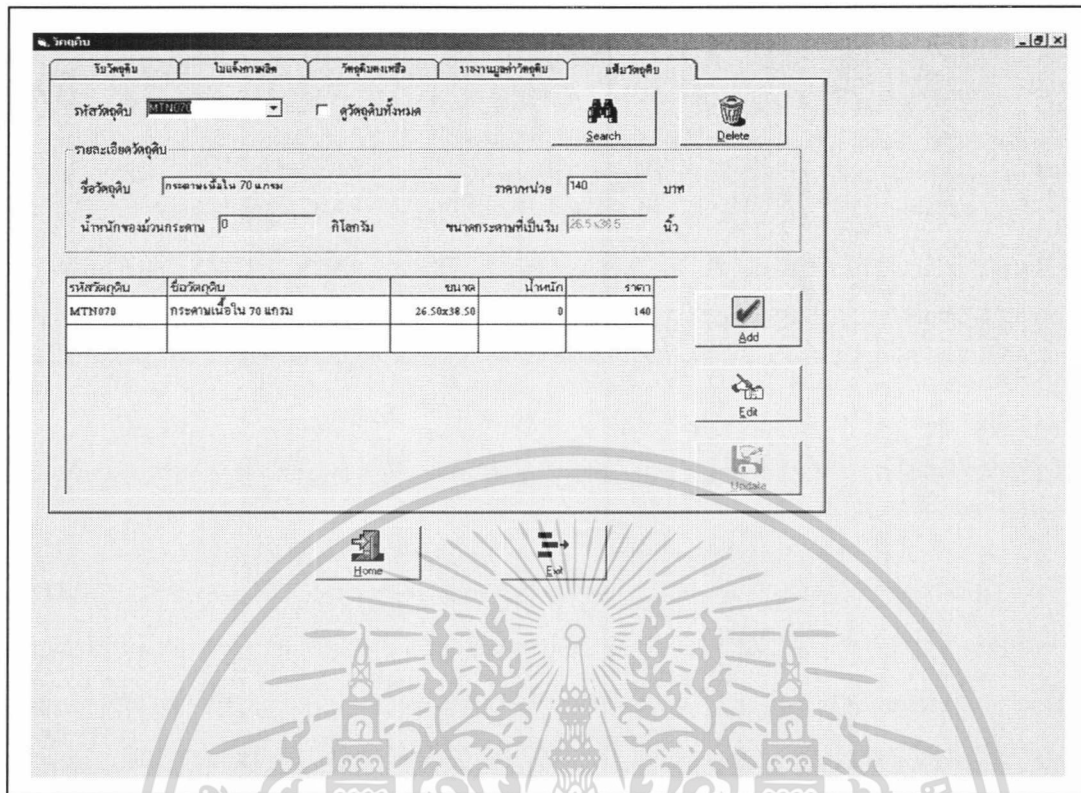 วัตถุดิบ
รับวัตถุดิบ ใบแจ้งการผลิต วัตถุดิบคงเหลือ รายงานมูลค่าวัตถุดิบ แฟ้มวัตถุดิบ
รหัสวัตถุดิบ MTN070 ดูวัตถุดิบทั้งหมด Search Delete
รายละเอียดวัตถุดิบ
ชื่อวัตถุดิบ กระดาษเนื้อใน 70 แกรม ราคา/หน่วย 140 บาท
น้ำหนักของม้วนกระดาษ 0 กิโลกรัม ขนาดกระดาษที่เป็นริม 26.5x38.5 นิ้ว
รหัสวัตถุดิบ ชื่อวัตถุดิบ ขนาด น้ำหนัก ราคา
MTN070 กระดาษเนื้อใน 70 แกรม 26.50x38.50 0 140
Add
Edit
Update
Home Exit